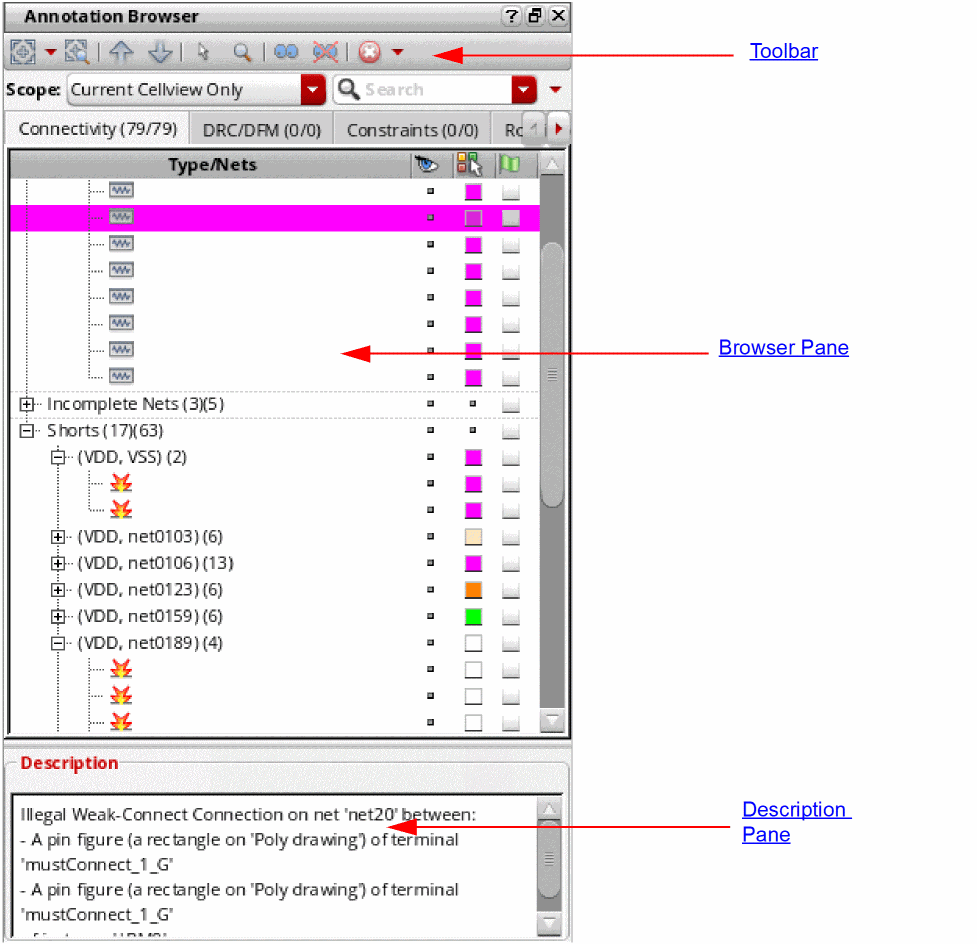 Annotation Browser
?
Toolbar
Scope: Current Cellview Only Search
Connectivity (79/79) DRC/DFM (0/0) Constraints (0/0)
Type/Nets
Browser Pane
Incomplete Nets (3)(5)
Shorts (17)(63)
(VDD, VSS) (2)
(VDD, net0103) (6)
(VDD, net0106) (13)
(VDD, net0123) (6)
(VDD, net0159) (6)
(VDD, net0189) (4)
Description
Illegal Weak-Connect Connection on net 'net20' between:
- A pin figure (a rectangle on 'Poly drawing') of terminal
'mustConnect_1_G'
- A pin figure (a rectangle on 'Poly drawing') of terminal
'mustConnect_1_G'
Description
Pane